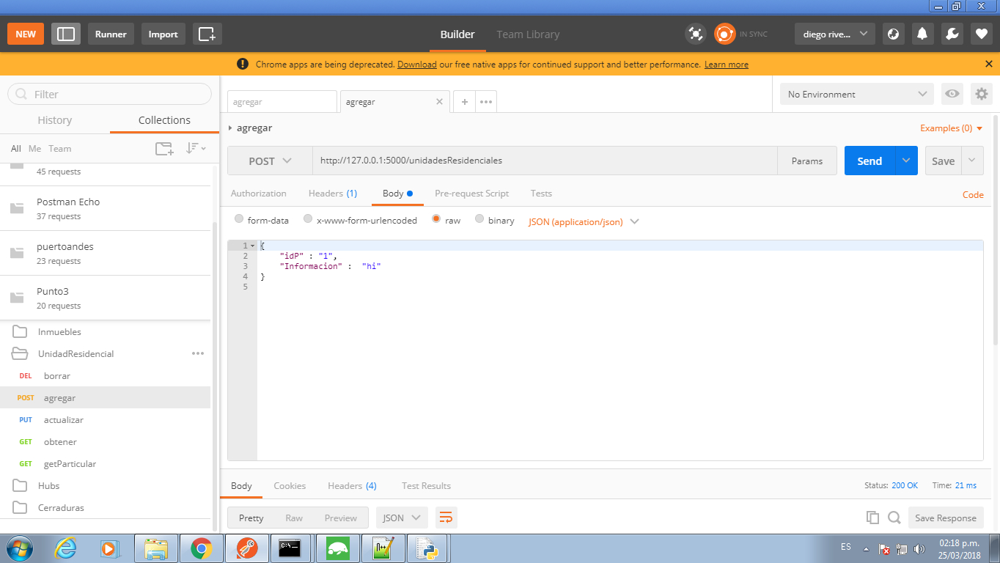 NEW Runner Import Builder Team Library IN SYNC diego rive...
Chrome apps are being deprecated. Download our free native apps for continued support and better performance. Learn more
Filter
History Collections
All Me Team
45 requests
Postman Echo
37 requests
puertoandes
23 requests
Punto3
20 requests
Inmuebles
UnidadResidencial
DEL borrar
POST agregar
PUT actualizar
GET obtener
GET getParticular
Hubs
Cerraduras
agregar agregar No Environment
agregar Examples (0)
POST http://127.0.0.1:5000/unidadesResidenciales Params Send Save
Authorization Headers (1) Body Pre-request Script Tests Code
form-data x-www-form-urlencoded raw binary JSON (application/json)
1 {
2 "idP" : "1",
3 "Informacion" : "hi"
4 }
5
Body Cookies Headers (4) Test Results Status: 200 OK Time: 21 ms
Pretty Raw Preview JSON Save Response
ES 02:18 p.m.
25/03/2018